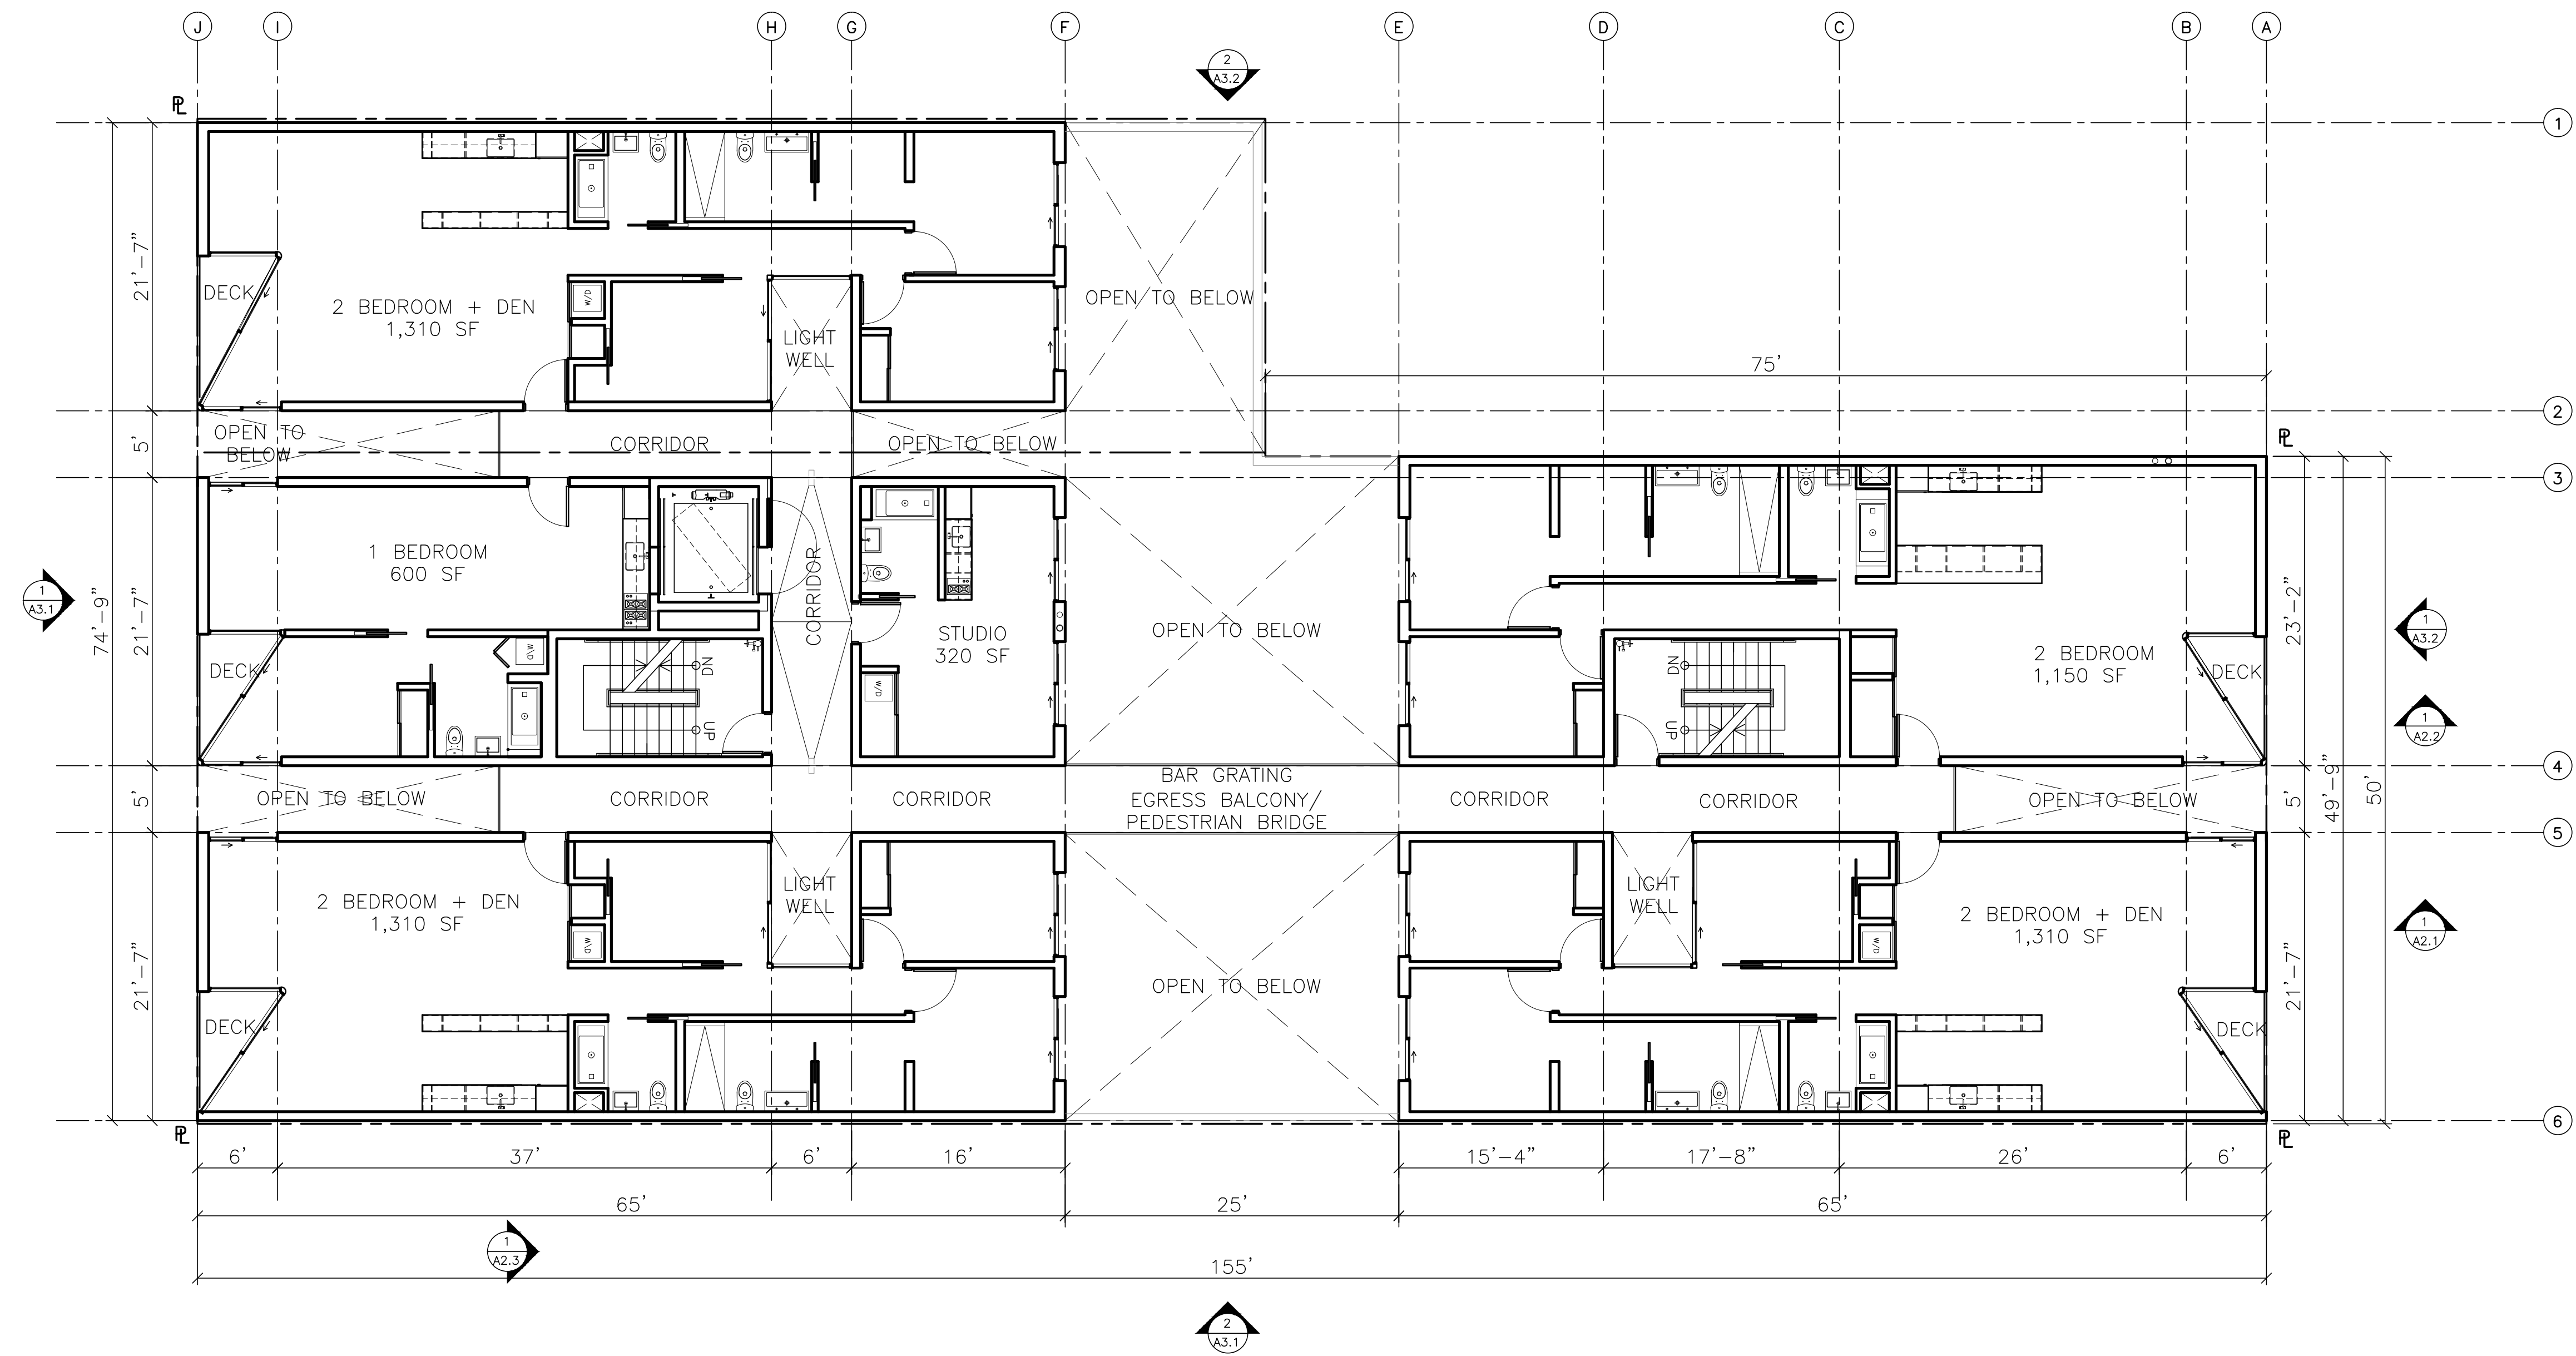 J I H G F E D C B A
2
A3.2
PL
1
21'-7"
DECK
2 BEDROOM + DEN
1,310 SF
LIGHT
WELL
OPEN TO BELOW
75'
2
5'
OPEN TO
BELOW
CORRIDOR
OPEN TO BELOW
PL
3
1
A3.1
74'-9"
21'-7"
1 BEDROOM
600 SF
CORRIDOR
STUDIO
320 SF
OPEN TO BELOW
2 BEDROOM
1,150 SF
DECK
DECK
W/D
W/D
W/D
DN
UP
DN
UP
23'-2"
1
A3.2
1
A2.2
4
5'
OPEN TO BELOW
CORRIDOR
CORRIDOR
BAR GRATING
EGRESS BALCONY/
PEDESTRIAN BRIDGE
CORRIDOR
CORRIDOR
OPEN TO BELOW
5'
49'-9"
50'
5
21'-7"
2 BEDROOM + DEN
1,310 SF
W/D
LIGHT
WELL
OPEN TO BELOW
LIGHT
WELL
W/D
2 BEDROOM + DEN
1,310 SF
DECK
DECK
21'-7"
1
A2.1
PL
PL
6
6' 37' 6' 16' 15'-4" 17'-8" 26' 6'
65' 25' 65'
1
A2.3
155'
2
A3.1